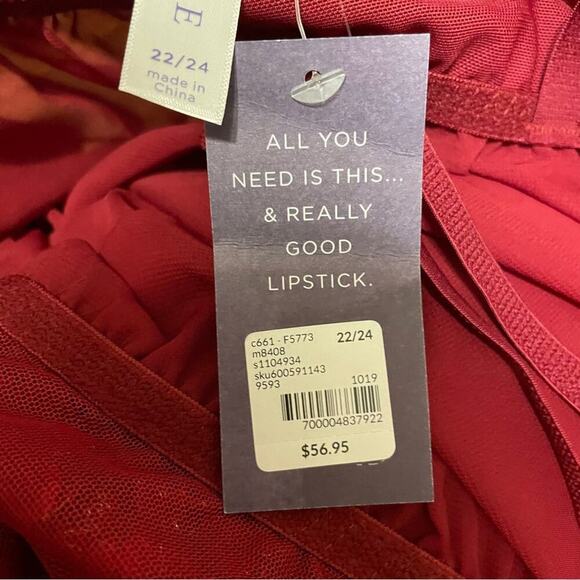 E
22/24
made in
China
ALL YOU
NEED IS THIS...
& REALLY
GOOD
LIPSTICK.
c661 - F5773 22/24
m8408
s1104934
sku600591143
9593 1019
700004837922
$56.95